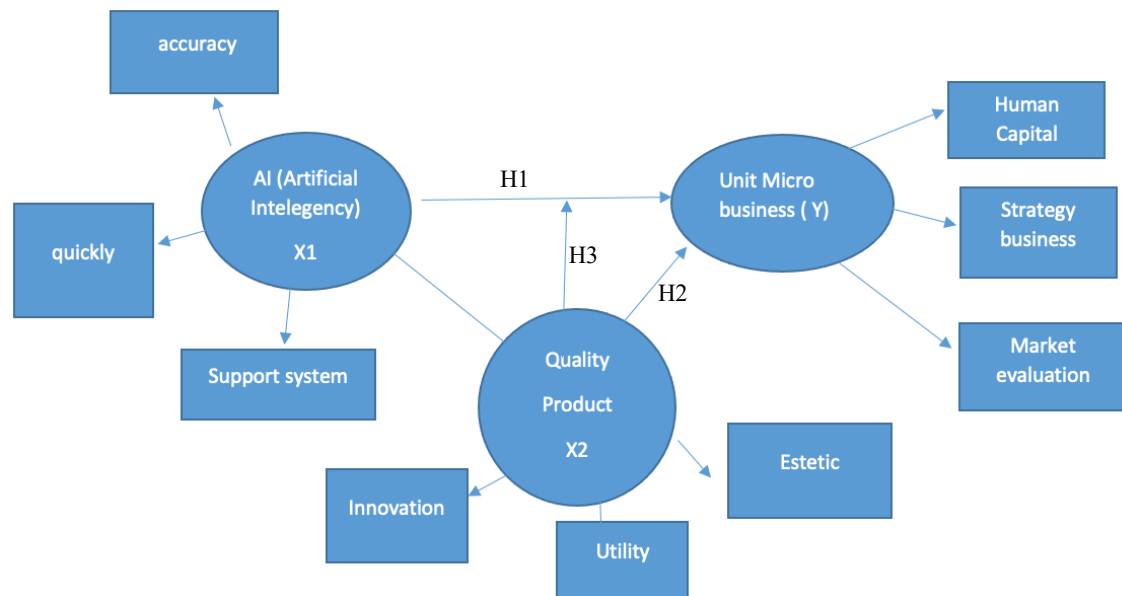 accuracy
AI (Artificial
Intelegency)
X1
quickly
Support system
H1
H3
H2
Unit Micro
business ( Y)
Human
Capital
Strategy
business
Market
evaluation
Quality
Product
X2
Innovation
Utility
Estetic